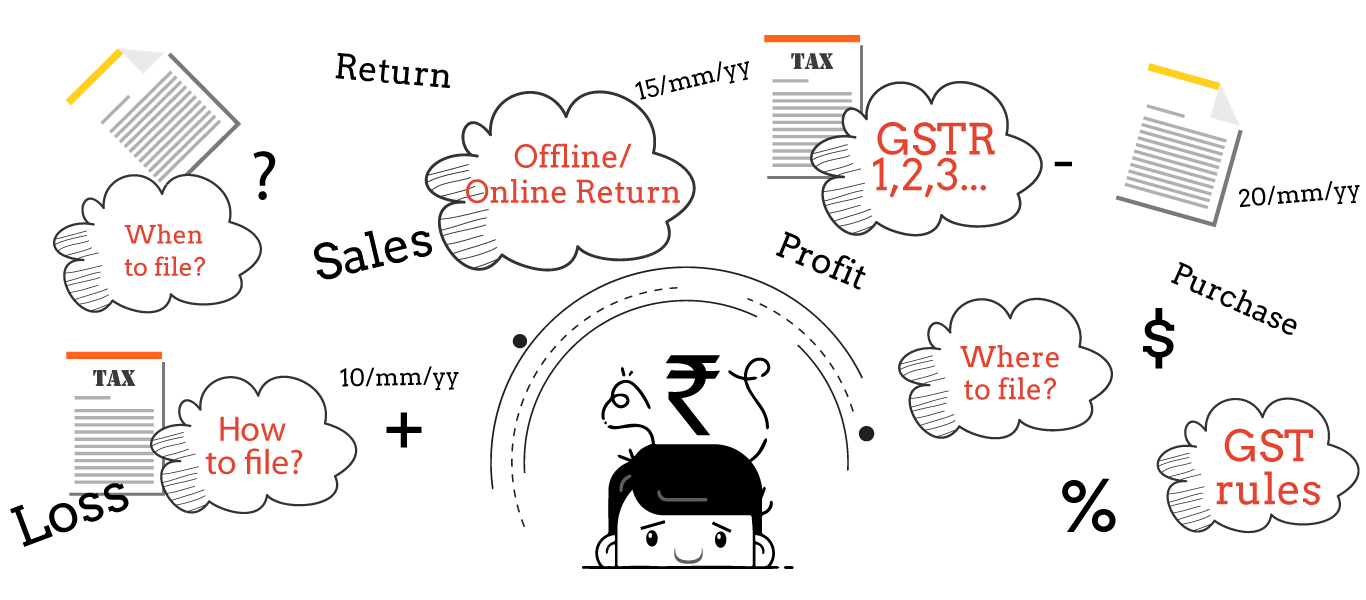 Return
15/mm/yy
TAX
Offline/
Online Return
GSTR
1,2,3...
-
20/mm/yy
?
When
to file?
Sales
Profit
Purchase
$
Where
to file?
TAX
10/mm/yy
+
₹
How
to file?
Loss
%
GST
rules